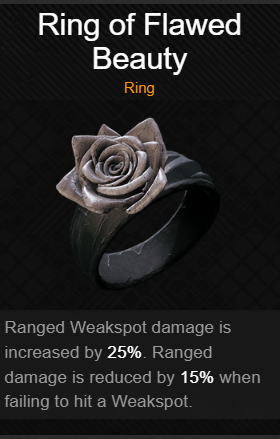 Ring of Flawed
Beauty
Ring
Ranged Weakspot damage is
increased by 25%. Ranged
damage is reduced by 15% when
failing to hit a Weakspot.